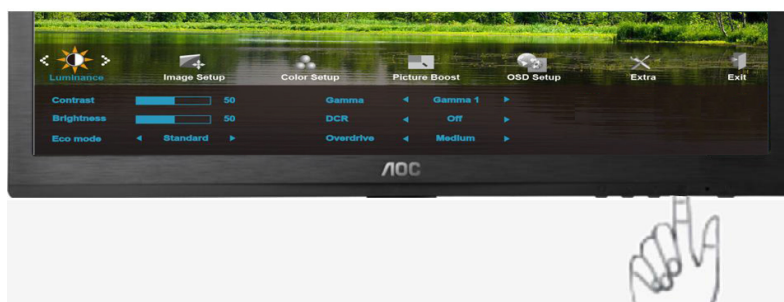 Luminance Image Setup Color Setup Picture Boost OSD Setup Extra Exit
Contrast 50 Gamma Gamma 1
Brightness 50 DCR Off
Eco mode Standard Overdrive Medium
AOC